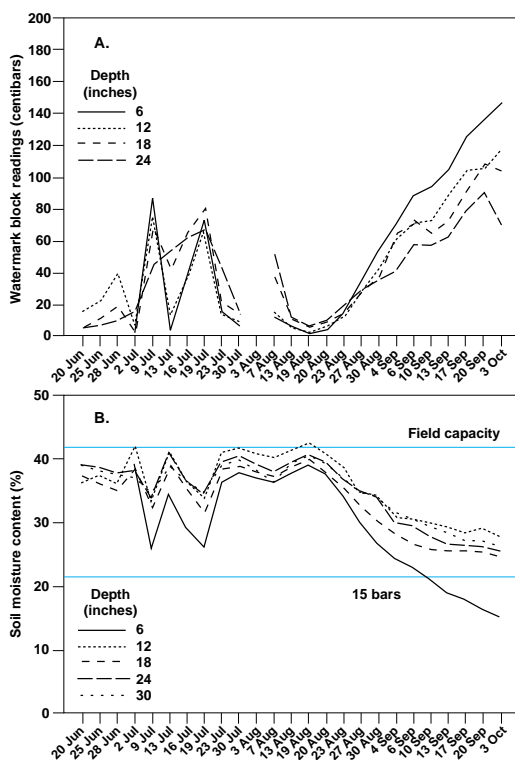 A.
Watermark block readings (centibars)
200
180
160
140
120
100
80
60
40
20
0
Depth
(inches)
6
12
18
24
20 Jun
25 Jun
28 Jun
2 Jul
9 Jul
13 Jul
16 Jul
19 Jul
23 Jul
30 Jul
3 Aug
7 Aug
13 Aug
19 Aug
20 Aug
23 Aug
27 Aug
30 Aug
4 Sep
6 Sep
10 Sep
13 Sep
17 Sep
20 Sep
3 Oct
B.
Soil moisture content (%)
50
40
30
20
10
0
Field capacity
15 bars
Depth
(inches)
6
12
18
24
30
20 Jun
25 Jun
28 Jun
2 Jul
9 Jul
13 Jul
16 Jul
19 Jul
23 Jul
30 Jul
3 Aug
7 Aug
13 Aug
19 Aug
20 Aug
23 Aug
27 Aug
30 Aug
4 Sep
6 Sep
10 Sep
13 Sep
17 Sep
20 Sep
3 Oct